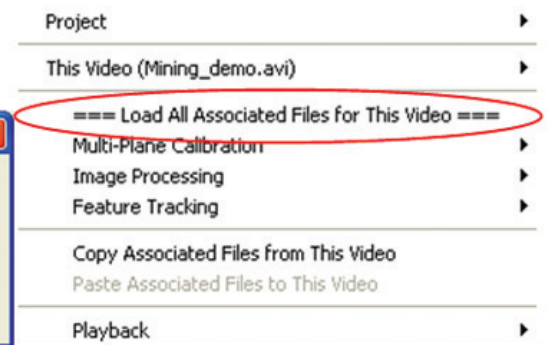 Project
This Video (Mining_demo.avi)
=== Load All Associated Files for This Video ===
Multi-Plane Calibration
Image Processing
Feature Tracking
Copy Associated Files from This Video
Paste Associated Files to This Video
Playback